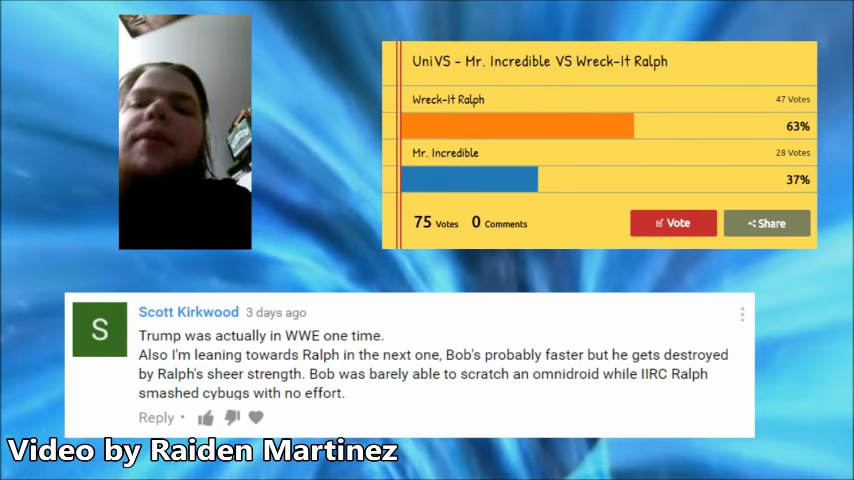 UniVS - Mr. Incredible VS Wreck-It Ralph
Wreck-It Ralph 47 Votes
63%
Mr. Incredible 28 Votes
37%
75 Votes 0 Comments Vote Share
Scott Kirkwood 3 days ago
S
Trump was actually in WWE one time.
Also I'm leaning towards Ralph in the next one, Bob's probably faster but he gets destroyed
by Ralph's sheer strength. Bob was barely able to scratch an omnidroid while IIRC Ralph
smashed cybugs with no effort.
Reply •
Video by Raiden Martinez